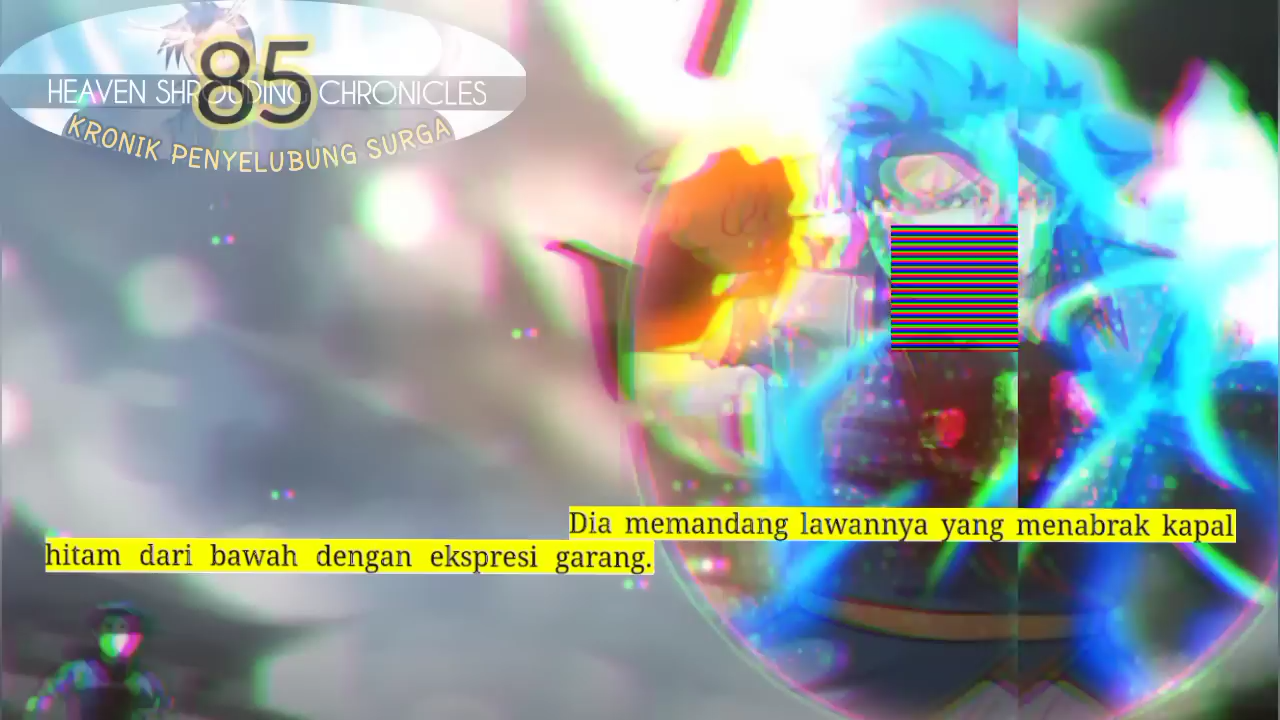 85
HEAVEN SHROUDING CHRONICLES
KRONIK PENYELUBUNG SURGA
Dia memandang lawannya yang menabrak kapal
hitam dari bawah dengan ekspresi garang.